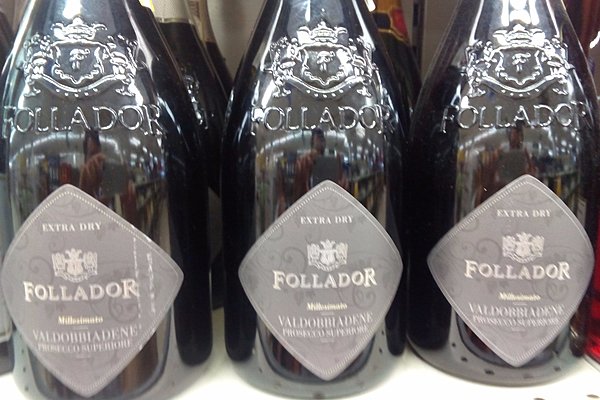 FOLLADOR
EXTRA DRY
FOLLADOR
Millesimato
VALDOBBIADENE
PROSECCO SUPERIORE
FOLLADOR
EXTRA DRY
FOLLADOR
Millesimato
VALDOBBIADENE
PROSECCO SUPERIORE
FOLLADOR
EXTRA DRY
FOLLADOR
Millesimato
VALDOBBIADENE
PROSECCO SUPERIORE